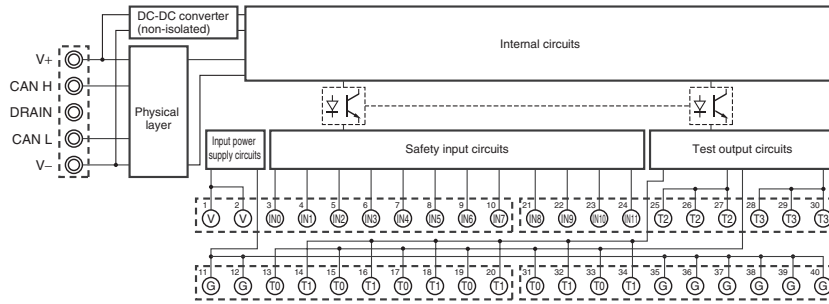 DC-DC converter
(non-isolated)
Internal circuits
V+
CAN H
DRAIN
CAN L
V–
Physical
layer
Input power
supply circuits
Safety input circuits
Test output circuits
1 2 3 4 5 6 7 8 9 10 21 22 23 24 25 26 27 28 29 30
V V IN0 IN1 IN2 IN3 IN4 IN5 IN6 IN7 IN8 IN9 IN10 IN11 T2 T2 T2 T3 T3 T3
11 12 13 14 15 16 17 18 19 20 31 32 33 34 35 36 37 38 39 40
G G T0 T1 T0 T1 T0 T1 T0 T1 T0 T1 T0 T1 G G G G G G